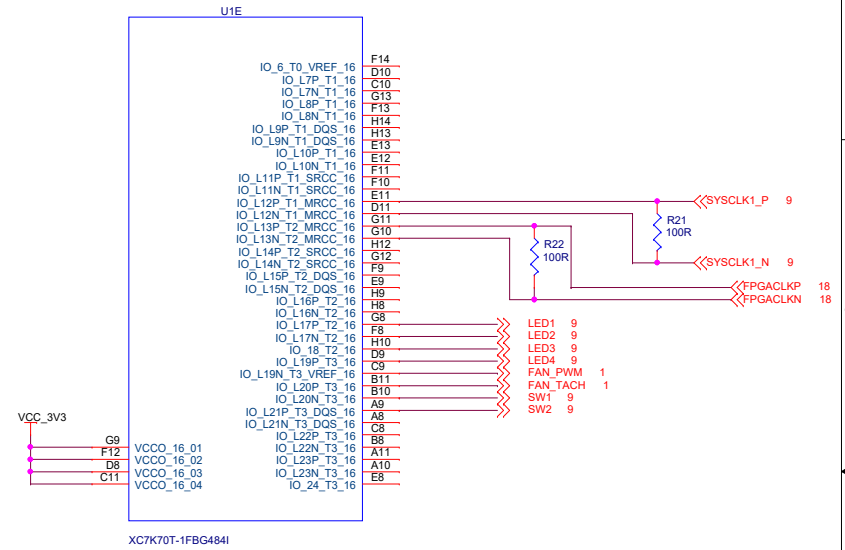 U1E
IO_6_T0_VREF_16 F14
IO_L7P_T1_16 D10
IO_L7N_T1_16 C10
IO_L8P_T1_16 G13
IO_L8N_T1_16 F13
IO_L9P_T1_DQS_16 H14
IO_L9N_T1_DQS_16 H13
IO_L10P_T1_16 E13
IO_L10N_T1_16 E12
IO_L11P_T1_SRCC_16 F11
IO_L11N_T1_SRCC_16 F10
IO_L12P_T1_MRCC_16 E11
IO_L12N_T1_MRCC_16 D11
IO_L13P_T2_MRCC_16 G11
IO_L13N_T2_MRCC_16 G10
IO_L14P_T2_SRCC_16 H12
IO_L14N_T2_SRCC_16 G12
IO_L15P_T2_DQS_16 F9
IO_L15N_T2_DQS_16 E9
IO_L16P_T2_16 H9
IO_L16N_T2_16 H8
IO_L17P_T2_16 G8
IO_L17N_T2_16 F8
IO_18_T2_16 H10
IO_L19P_T3_16 D9
IO_L19N_T3_VREF_16 C9
IO_L20P_T3_16 B11
IO_L20N_T3_16 B10
IO_L21P_T3_DQS_16 A9
IO_L21N_T3_DQS_16 A8
IO_L22P_T3_16 C8
IO_L22N_T3_16 B8
IO_L23P_T3_16 A11
IO_L23N_T3_16 A10
IO_24_T3_16 E8
SYSCLK1_P 9
R21
100R
R22
100R
SYSCLK1_N 9
FPGACLKP 18
FPGACLKN 18
LED1 9
LED2 9
LED3 9
LED4 9
FAN_PWM 1
FAN_TACH 1
SW1 9
SW2 9
VCC_3V3
G9 VCCO_16_01
F12 VCCO_16_02
D8 VCCO_16_03
C11 VCCO_16_04
XC7K70T-1FBG484I